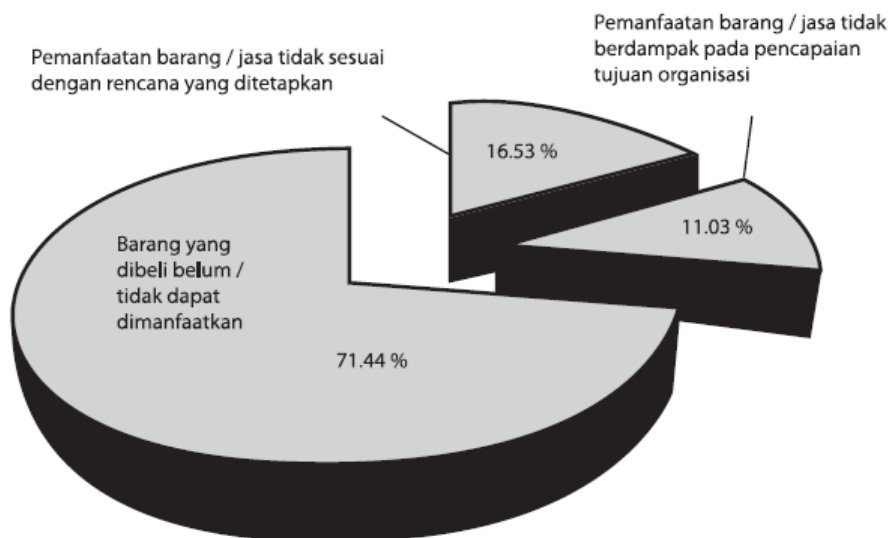 Pemanfaatan barang / jasa tidak sesuai
dengan rencana yang ditetapkan
Pemanfaatan barang / jasa tidak
berdampak pada pencapaian
tujuan organisasi
16.53 %
11.03 %
Barang yang
dibeli belum /
tidak dapat
dimanfaatkan
71.44 %